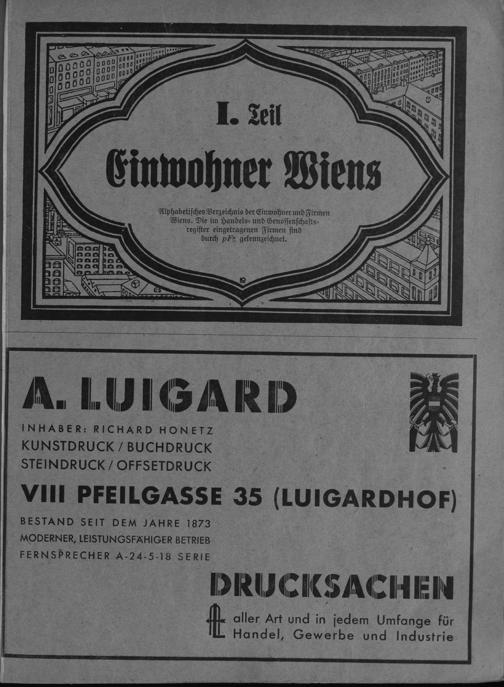 I. Teil
Einwohner Wiens
Alphabetisches Verzeichnis der Einwohner und Firmen
Wiens. Die im Handels- und Genossenschafts-
register eingetragenen Firmen sind
durch gekennzeichnet.
A. LUIGARD
INHABER: RICHARD HONETZ
KUNSTDRUCK / BUCHDRUCK
STEINDRUCK / OFFSETDRUCK
VIII PFEILGASSE 35 (LUIGARDHOF)
BESTAND SEIT DEM JAHRE 1873
MODERNER, LEISTUNGSFÄHIGER BETRIEB
FERNSPRECHER A-24-5-18 SERIE
DRUCKSACHEN
aller Art und in jedem Umfange für
Handel, Gewerbe und Industrie